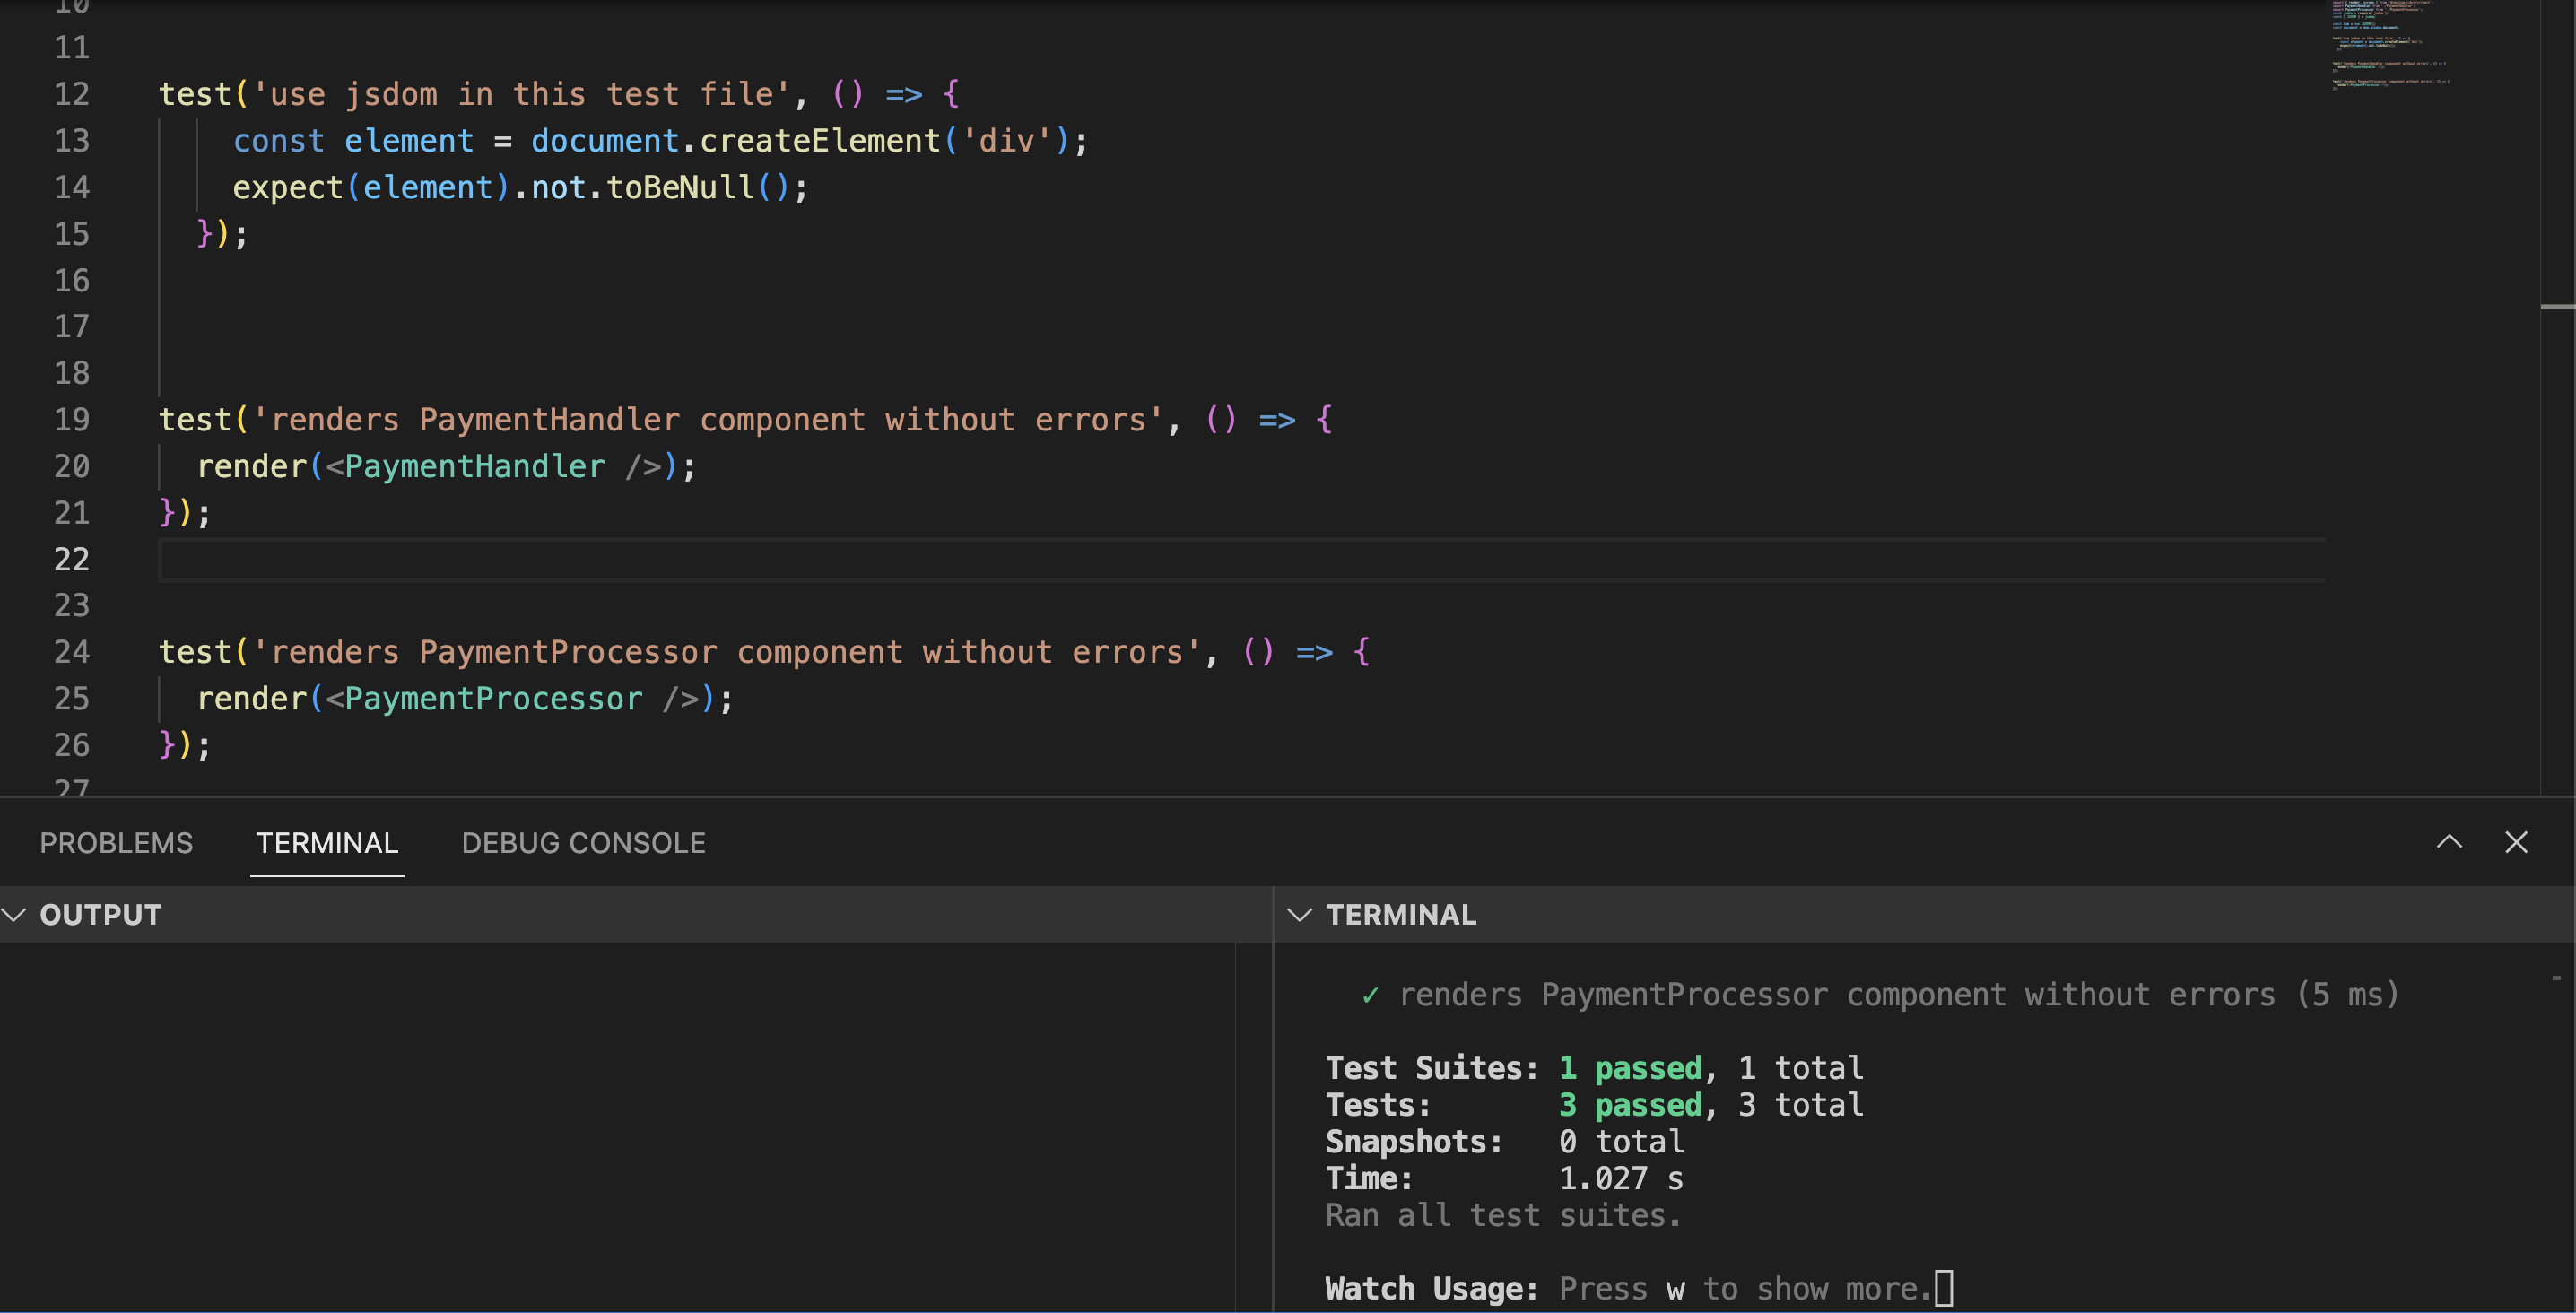 10
11
12 test('use jsdom in this test file', () => {
13 const element = document.createElement('div');
14 expect(element).not.toBeNull();
15 });
16
17
18
19 test('renders PaymentHandler component without errors', () => {
20 render(<PaymentHandler />);
21 });
22
23
24 test('renders PaymentProcessor component without errors', () => {
25 render(<PaymentProcessor />);
26 });
27
PROBLEMS TERMINAL DEBUG CONSOLE
OUTPUT
TERMINAL
✓ renders PaymentProcessor component without errors (5 ms)
Test Suites: 1 passed, 1 total
Tests: 3 passed, 3 total
Snapshots: 0 total
Time: 1.027 s
Ran all test suites.
Watch Usage: Press w to show more.